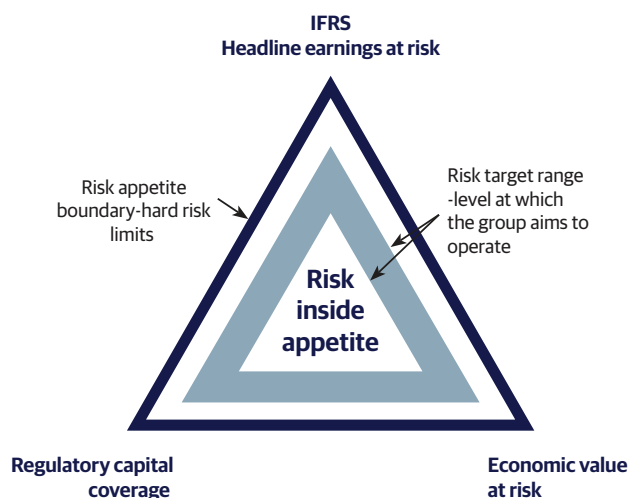 IFRS
Headline earnings at risk
Risk appetite
boundary-hard risk
limits
Risk target range
-level at which
the group aims to
operate
Risk
inside
appetite
Regulatory capital
coverage
Economic value
at risk